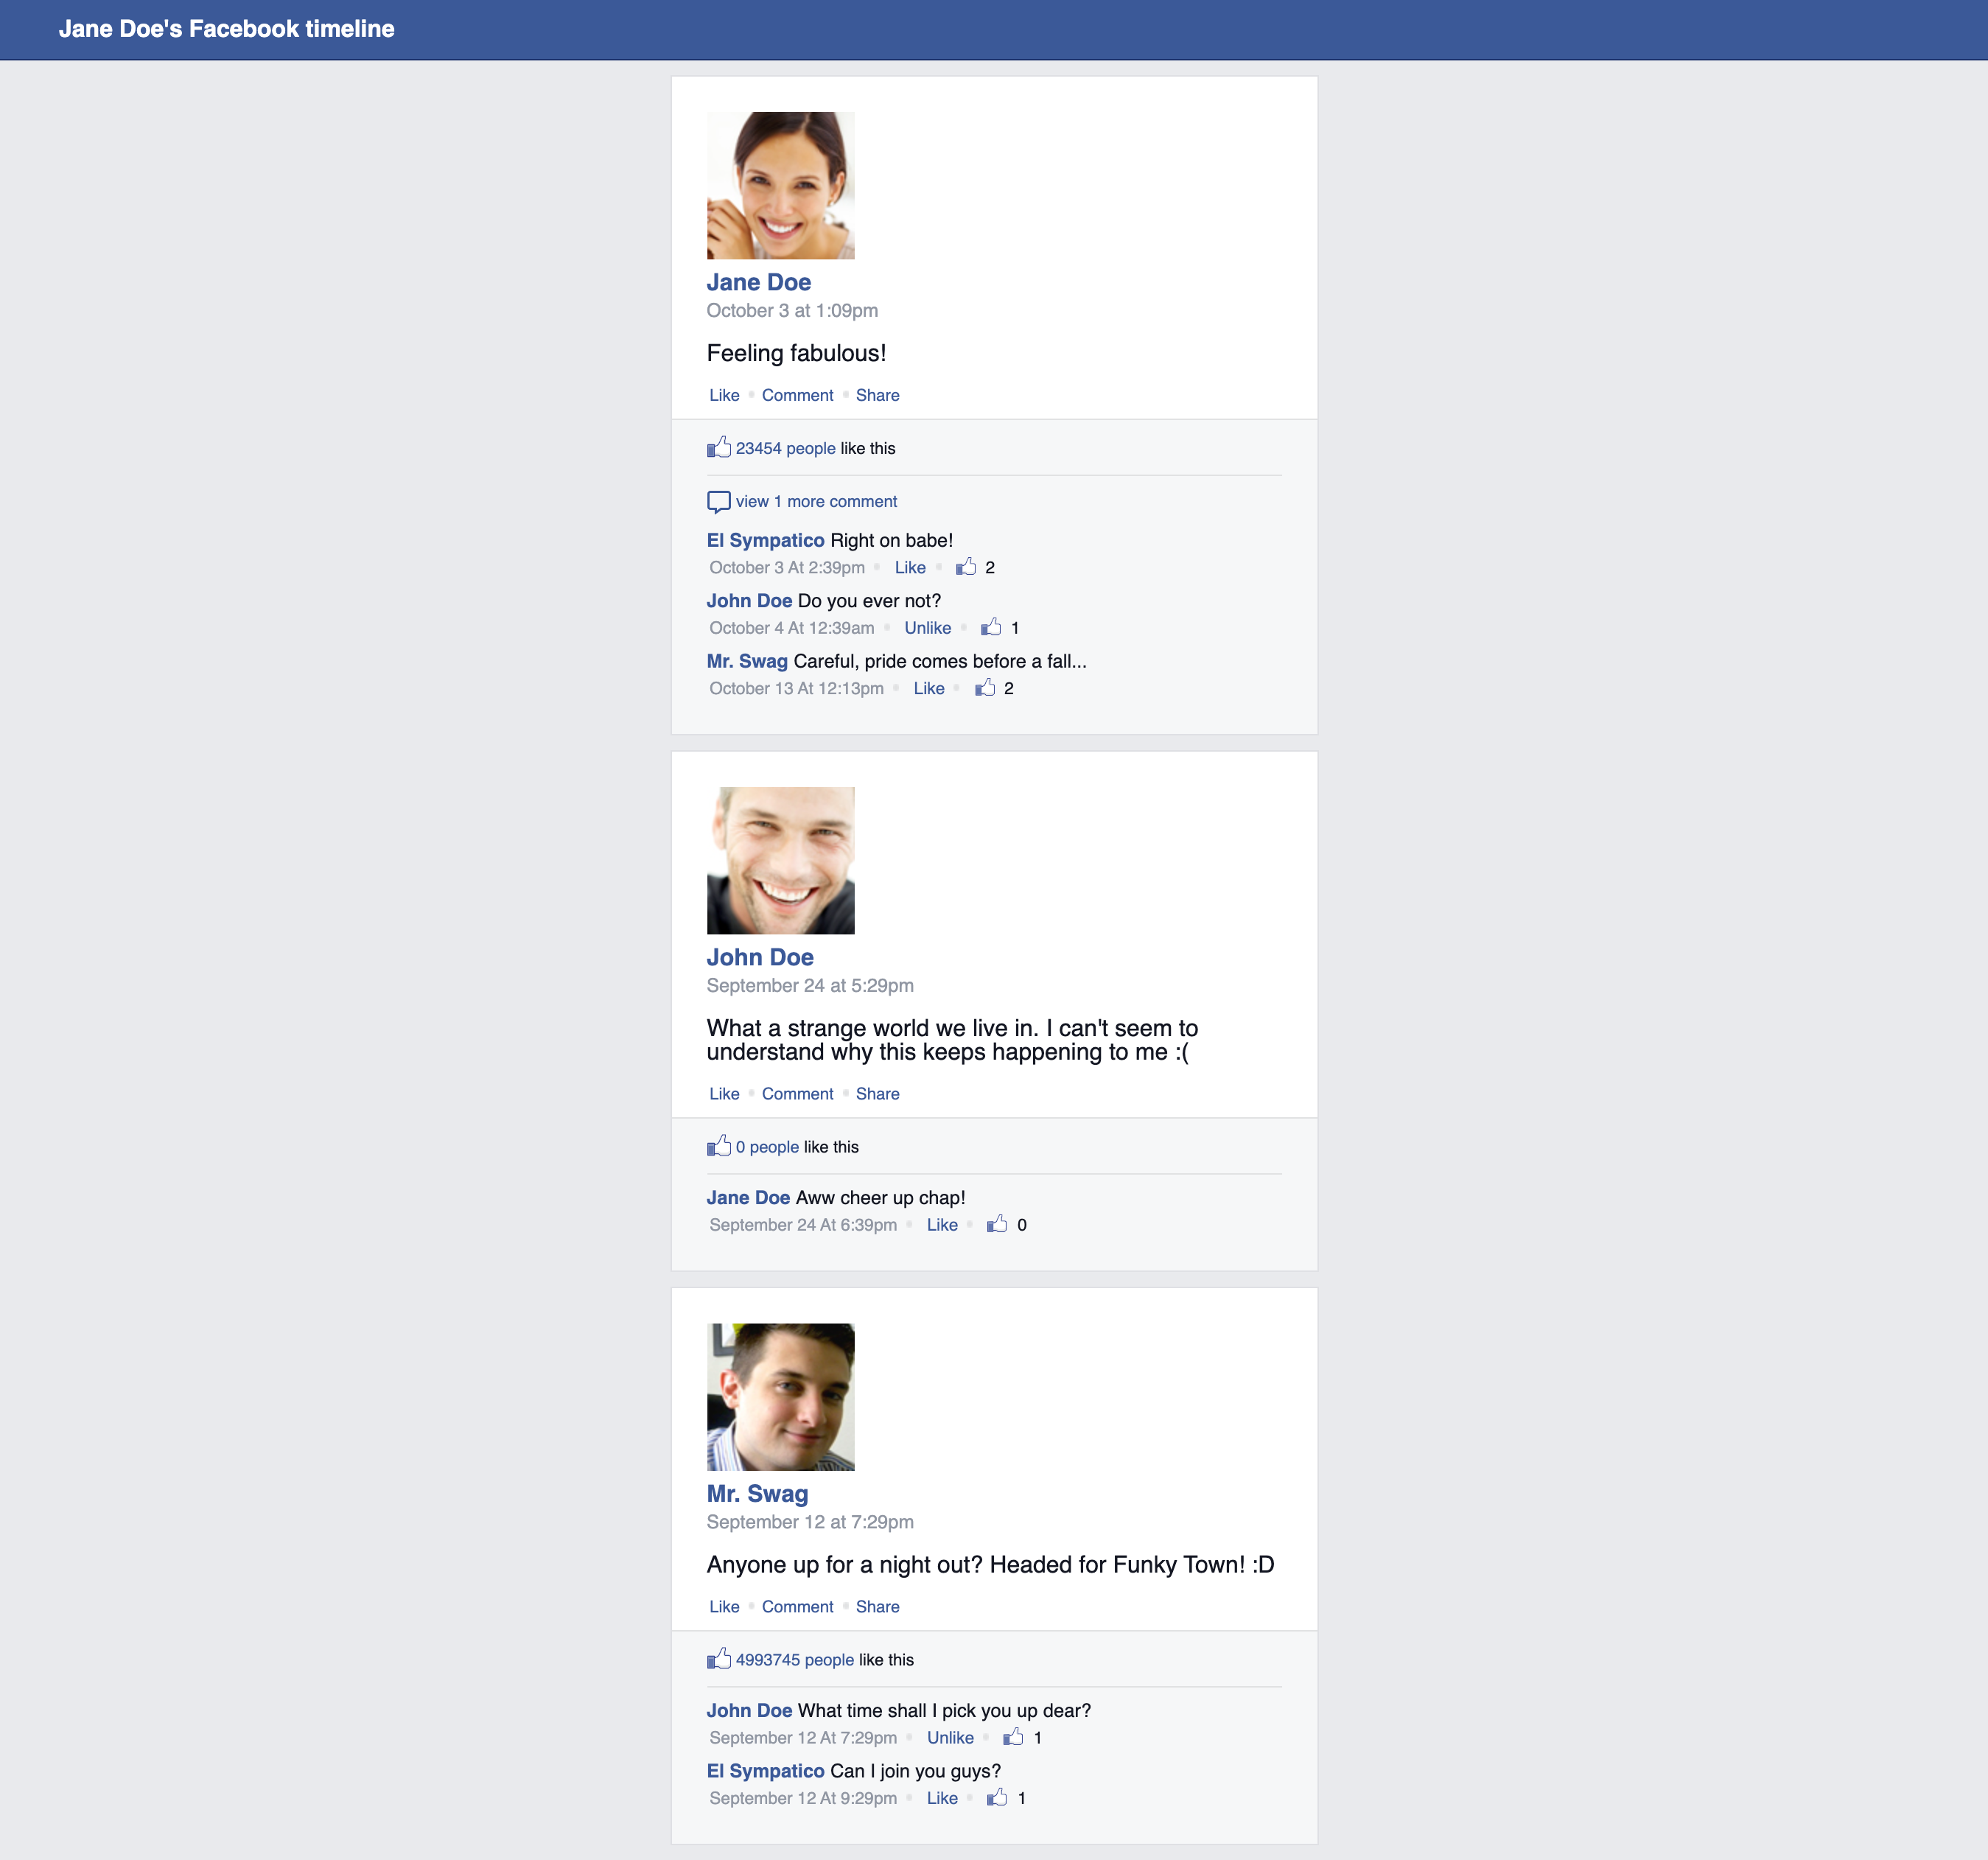 Jane Doe's Facebook timeline
Jane Doe
October 3 at 1:09pm
Feeling fabulous!
Like Comment Share
23454 people like this
view 1 more comment
El Sympatico Right on babe!
October 3 At 2:39pm Like 2
John Doe Do you ever not?
October 4 At 12:39am Unlike 1
Mr. Swag Careful, pride comes before a fall...
October 13 At 12:13pm Like 2
John Doe
September 24 at 5:29pm
What a strange world we live in. I can't seem to
understand why this keeps happening to me :(
Like Comment Share
0 people like this
Jane Doe Aww cheer up chap!
September 24 At 6:39pm Like 0
Mr. Swag
September 12 at 7:29pm
Anyone up for a night out? Headed for Funky Town! :D
Like Comment Share
4993745 people like this
John Doe What time shall I pick you up dear?
September 12 At 7:29pm Unlike 1
El Sympatico Can I join you guys?
September 12 At 9:29pm Like 1